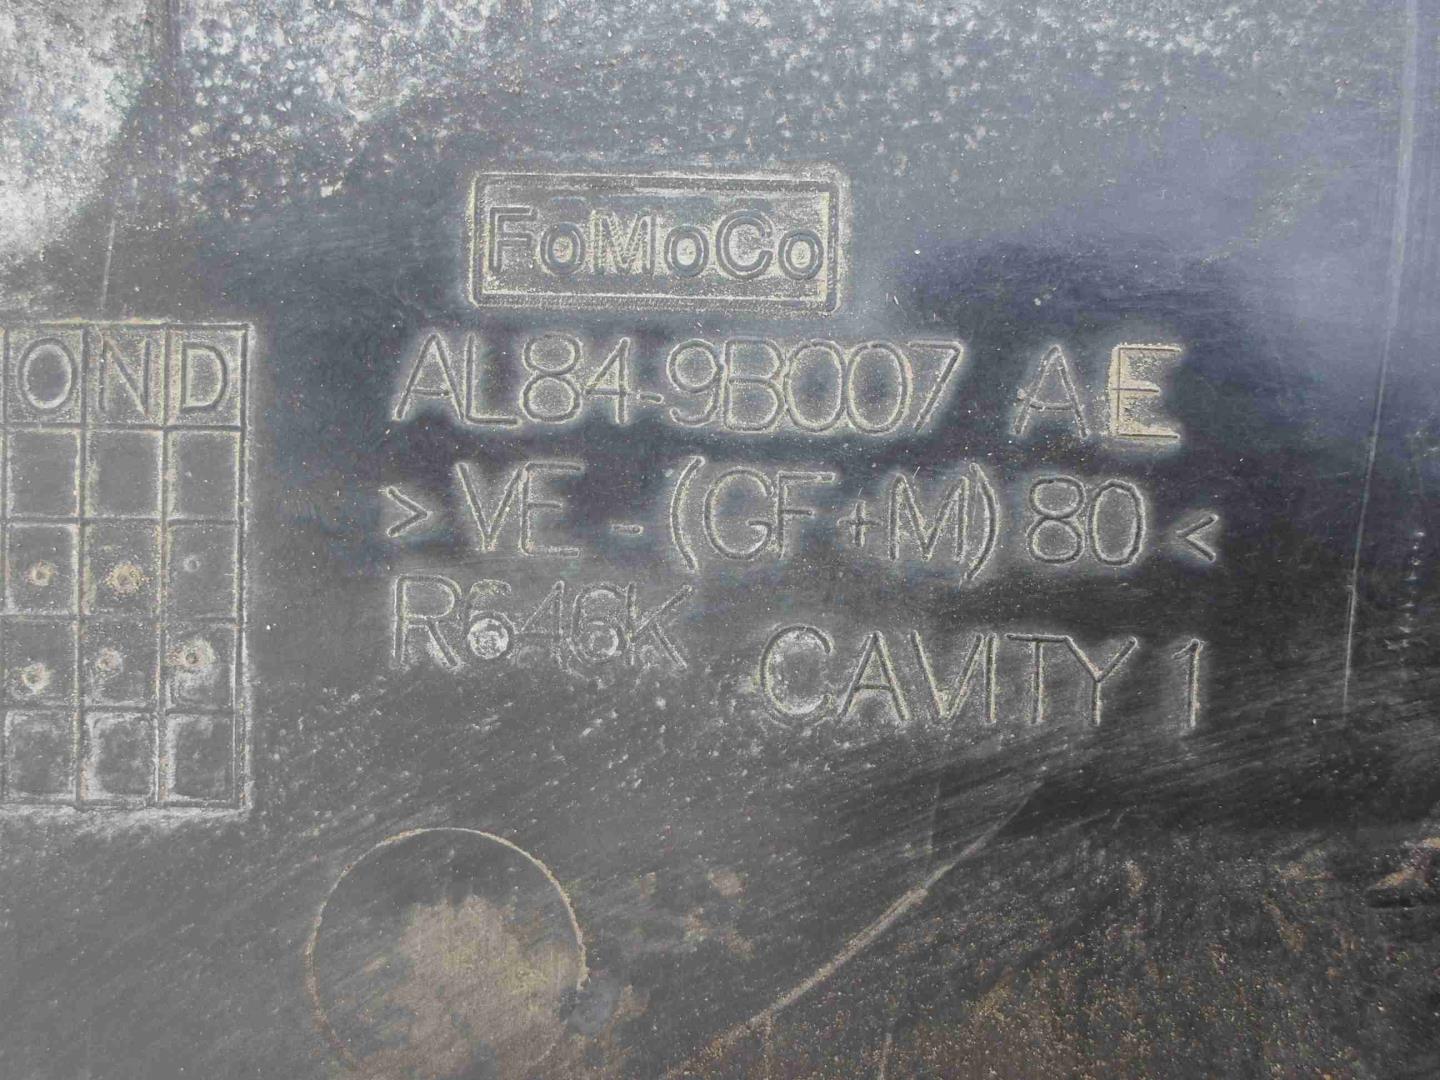 FoMoCo
AL84-9B007 AE
OND
>VE-(GF+M)80<
R646K
CAVITY 1